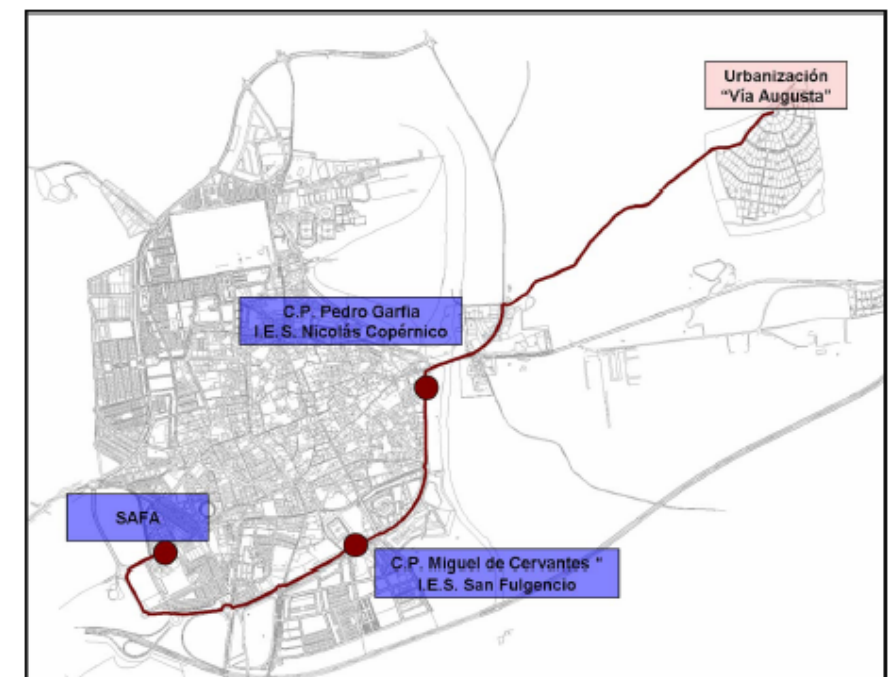 Urbanización
"Vía Augusta"
C.P. Pedro Garfia
I.E.S. Nicolás Copérnico
SAFA
C.P. Miguel de Cervantes "
I.E.S. San Fulgencio